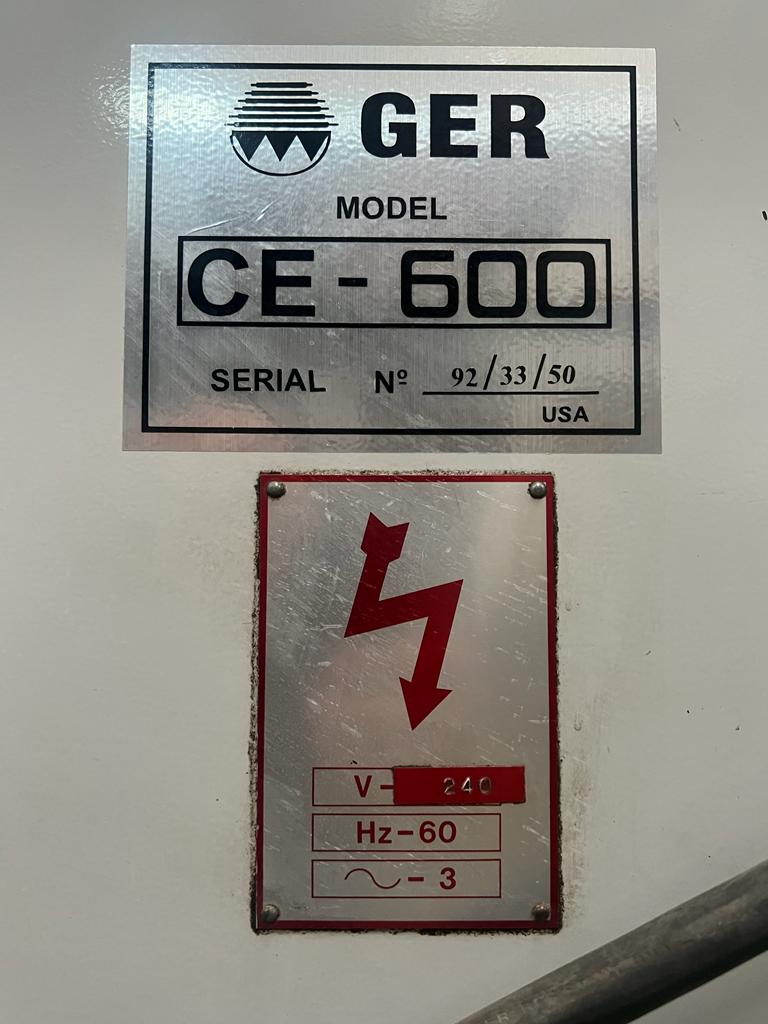 GER
MODEL
CE - 600
SERIAL Nº 92/33/50
USA
V- 240
Hz-60
~ - 3